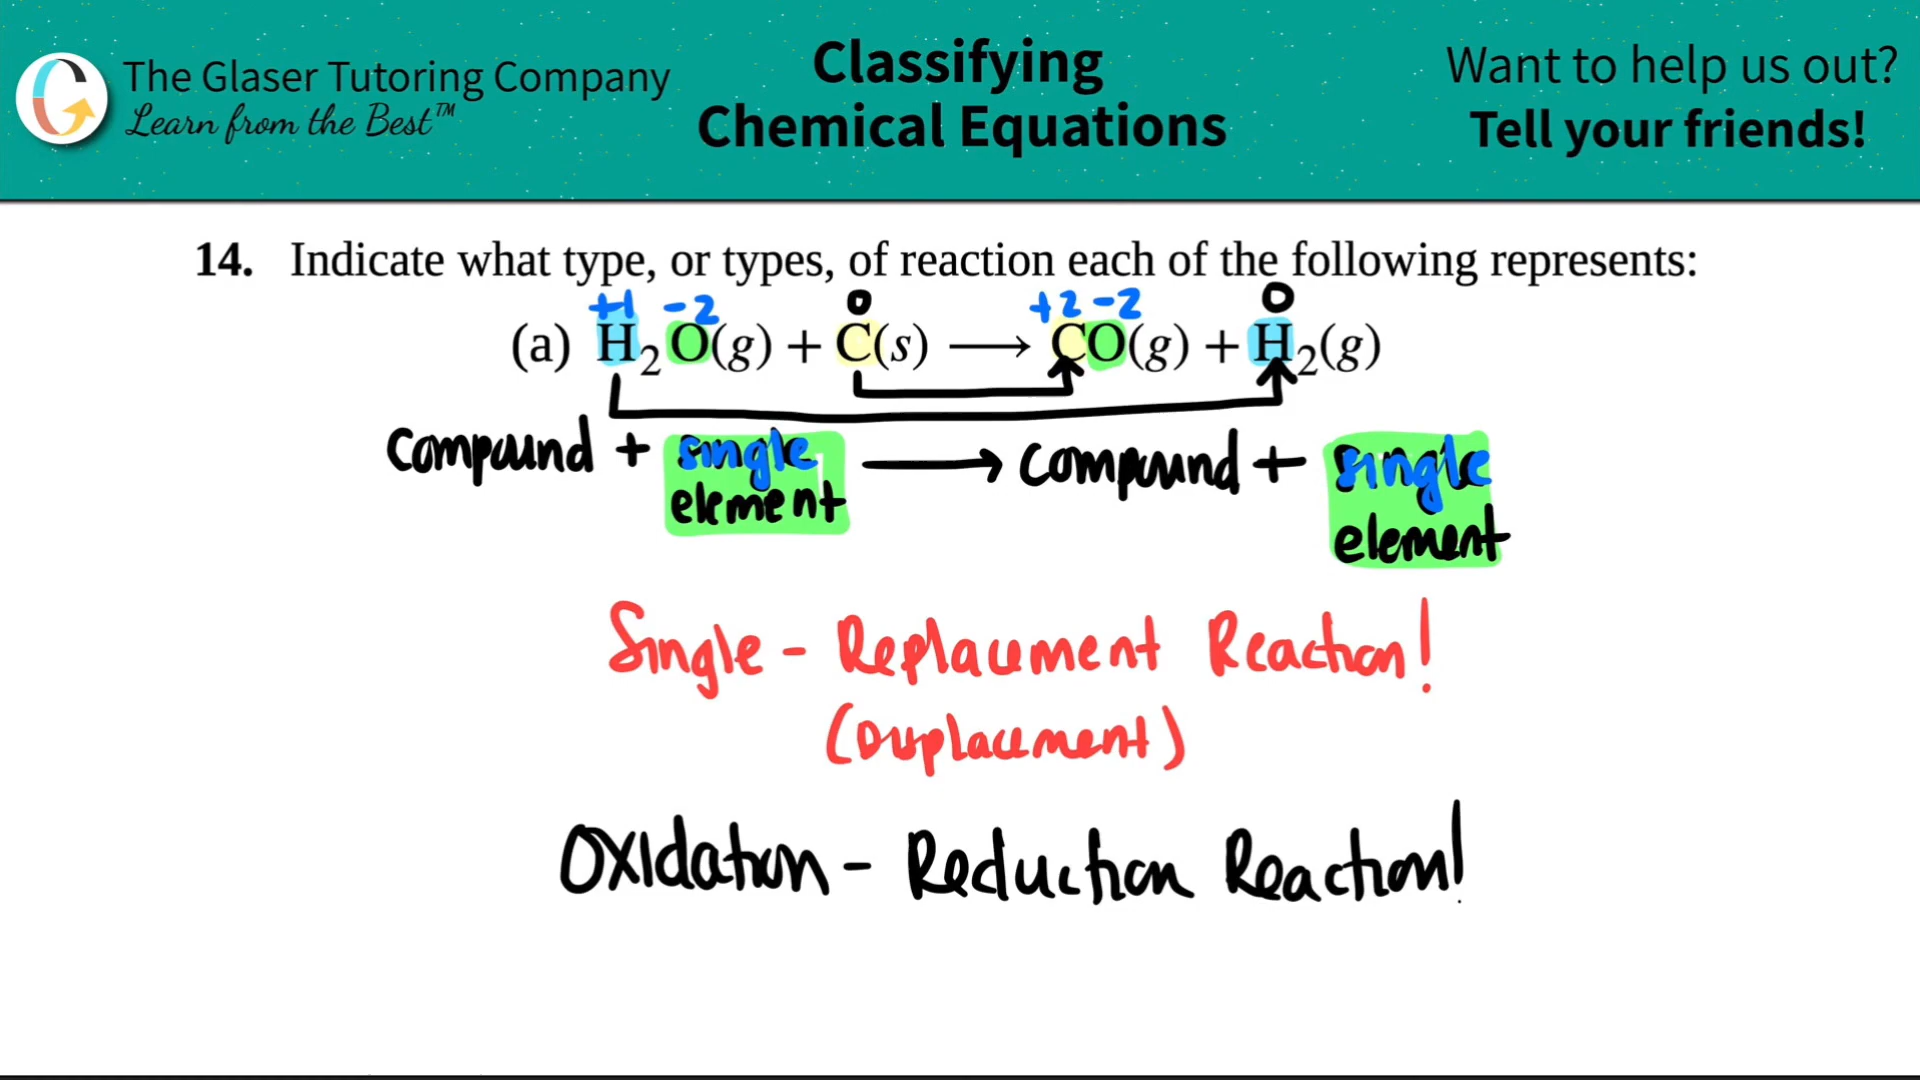 The Glaser Tutoring Company
Learn from the Best™
Classifying
Chemical Equations
Want to help us out?
Tell your friends!
14. Indicate what type, or types, of reaction each of the following represents:
+1 -2 0 +2 -2 0
(a) H₂O(g) + C(s) ⟶ CO(g) + H₂(g)
Compound + single element → Compound + single element
Single - Replacement Reaction!
(Displacement)
Oxidation - Reduction Reaction!